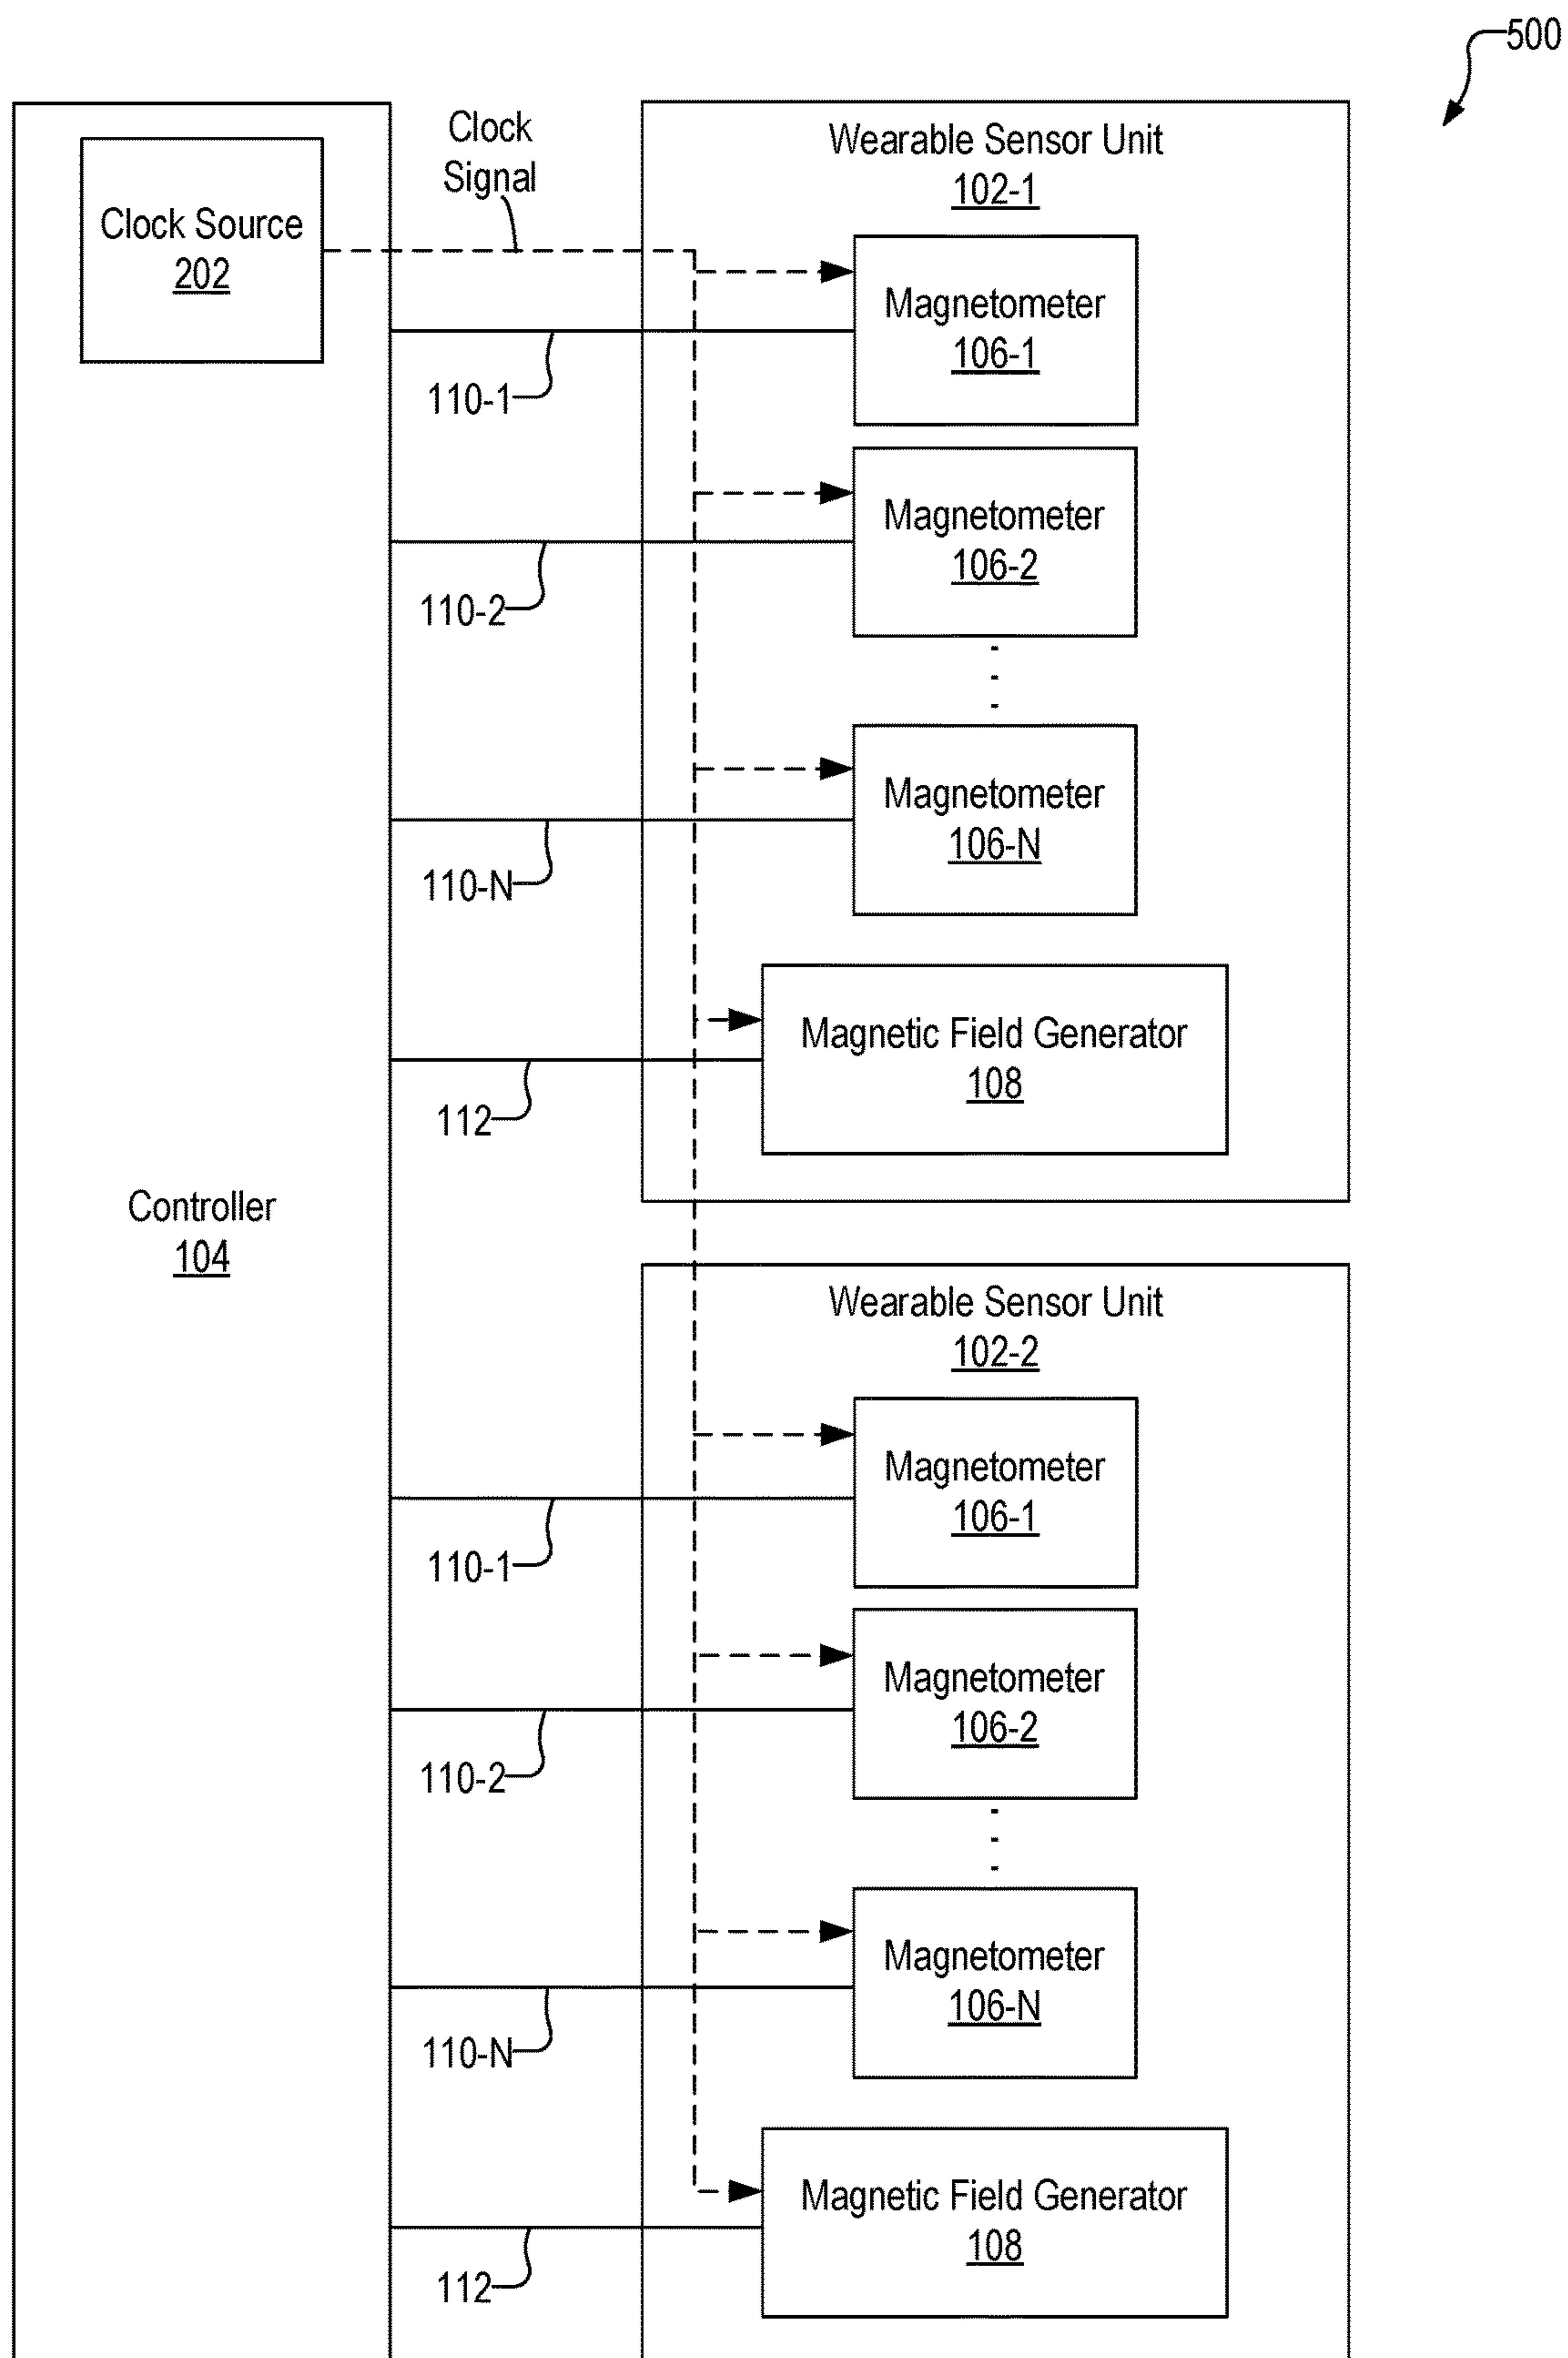 500
Clock
Signal
Clock Source
202
Wearable Sensor Unit
102-1
Magnetometer
106-1
110-1
Magnetometer
106-2
110-2
Magnetometer
106-N
110-N
Magnetic Field Generator
108
112
Controller
104
Wearable Sensor Unit
102-2
Magnetometer
106-1
110-1
Magnetometer
106-2
110-2
Magnetometer
106-N
110-N
Magnetic Field Generator
108
112